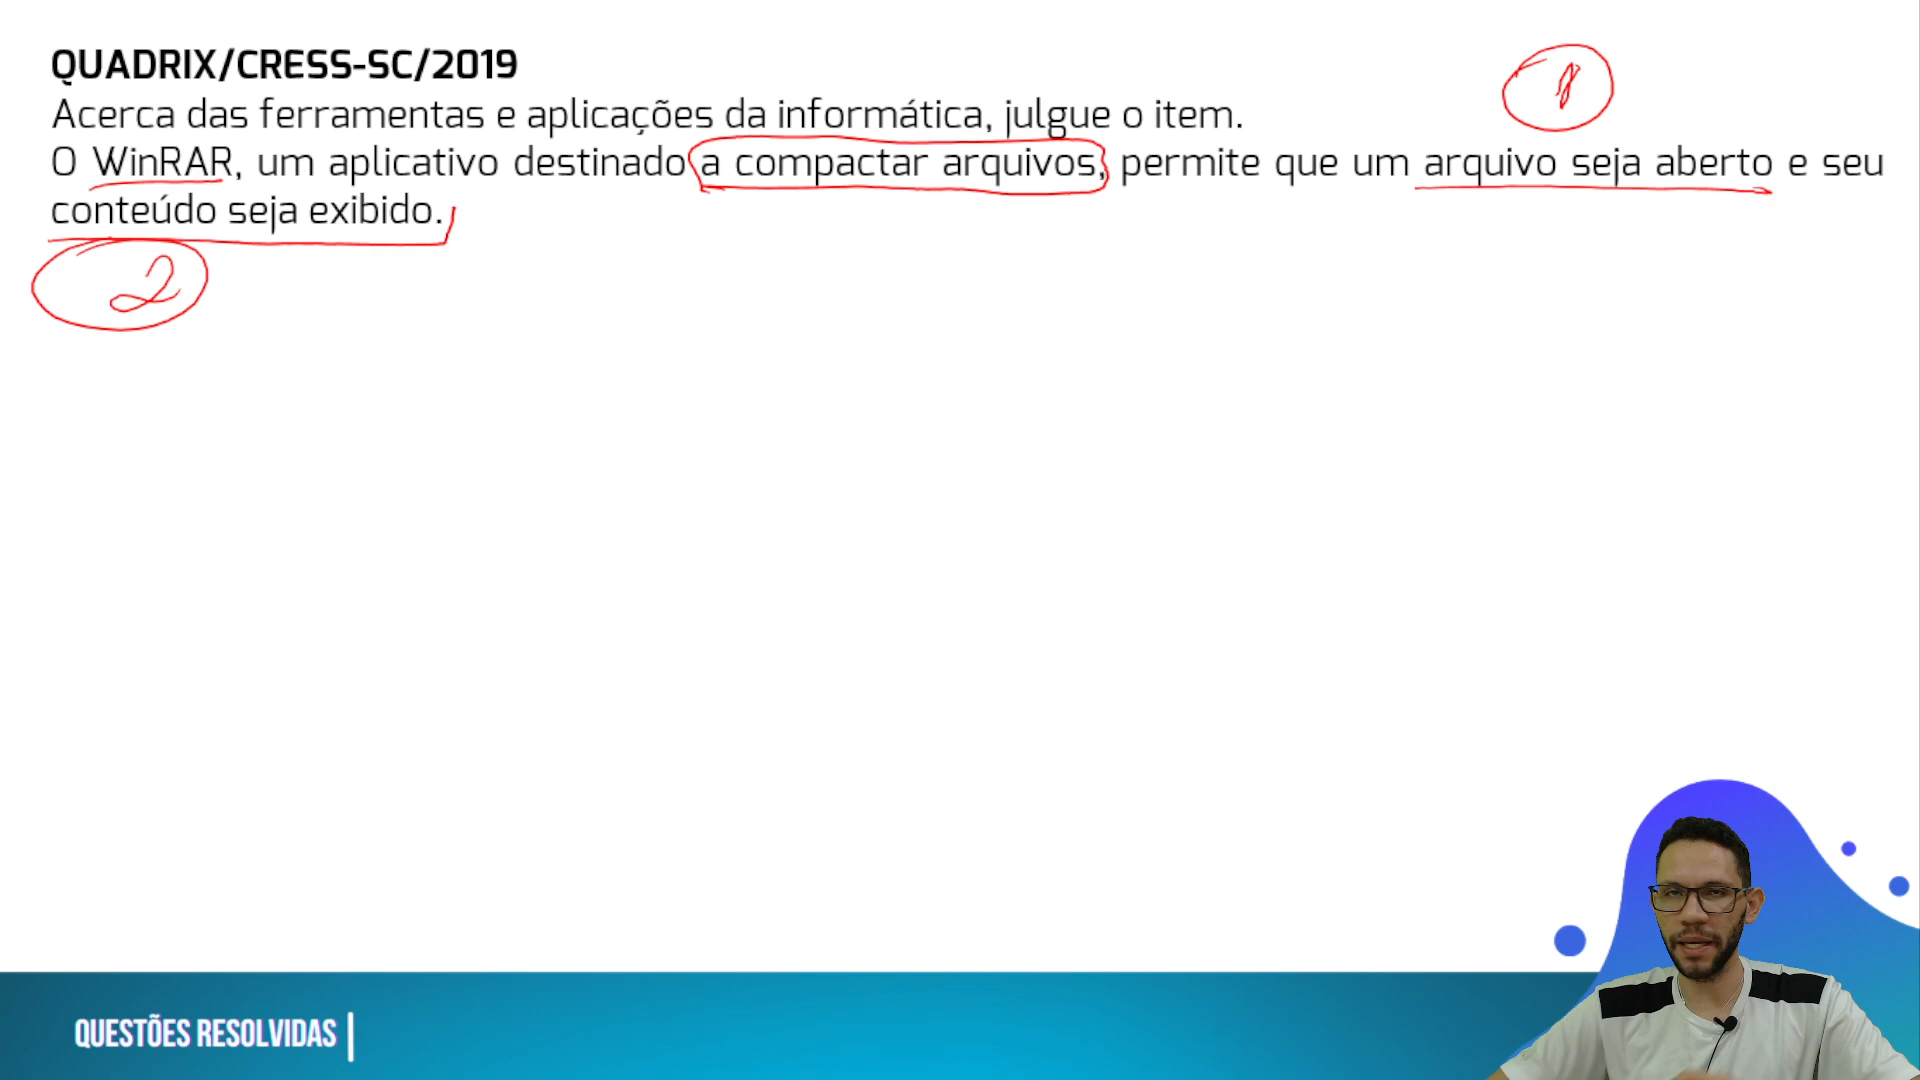 QUADRIX/CRESS-SC/2019
Acerca das ferramentas e aplicações da informática, julgue o item.
O WinRAR, um aplicativo destinado a compactar arquivos, permite que um arquivo seja aberto e seu
conteúdo seja exibido.
2
QUESTÕES RESOLVIDAS